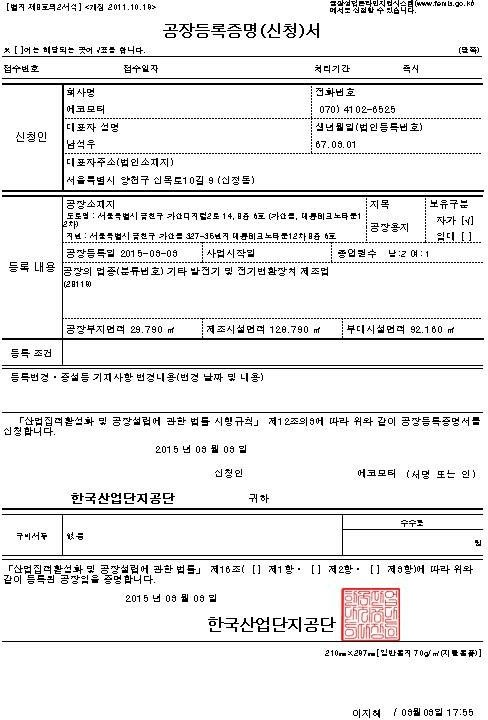 [별지 제8호의2서식] <개정 2011.10.19>
공장설립온라인지원시스템(www.femis.go.kr)
에서도 신청할 수 있습니다.
공장등록증명(신청)서
※ [ ]에는 해당되는 곳에 √표를 합니다. (앞쪽)
접수번호 접수일자 처리기간 즉시
신청인
회사명 전화번호
에코모터 070) 4102-6525
대표자 성명 생년월일(법인등록번호)
남석우 67.09.01
대표자주소(법인소재지)
서울특별시 양천구 신목로10길 9 (신정동)
등록 내용
공장소재지 지목 보유구분
도로명 : 서울특별시 금천구 가산디지털2로 14, 8층 6호 (가산동, 대륭테크노타운1
2차)
지번 : 서울특별시 금천구 가산동 327-35번지 대륭테크노타운12차 8층 6호
공장용지
자가 [√]
임대 [ ]
공장등록일 2015-09-09 사업시작일 종업원수 남:2 여:1
공장의 업종(분류번호) 기타 발전기 및 전기변환장치 제조업
(28119)
공장부지면적 29.790 ㎡ 제조시설면적 128.790 ㎡ 부대시설면적 92.160 ㎡
등록 조건
등록변경ㆍ증설등 기재사항 변경내용(변경 날짜 및 내용)
「산업집적활성화 및 공장설립에 관한 법률 시행규칙」 제12조의3에 따라 위와 같이 공장등록증명서를
신청합니다.
2015 년 09 월 09 일
신청인 에코모터 (서명 또는 인)
한국산업단지공단 귀하
구비서류 없음 수수료
원
「산업집적활성화 및 공장설립에 관한 법률」 제16조( [ ] 제1항ㆍ [ ] 제2항ㆍ [ ] 제3항)에 따라 위와
같이 등록된 공장임을 증명합니다.
2015 년 09 월 09 일
한국산업단지공단
210㎜×297㎜[일반용지 70g/㎡(재활용품)]
이지혜 / 09월09일 17:55